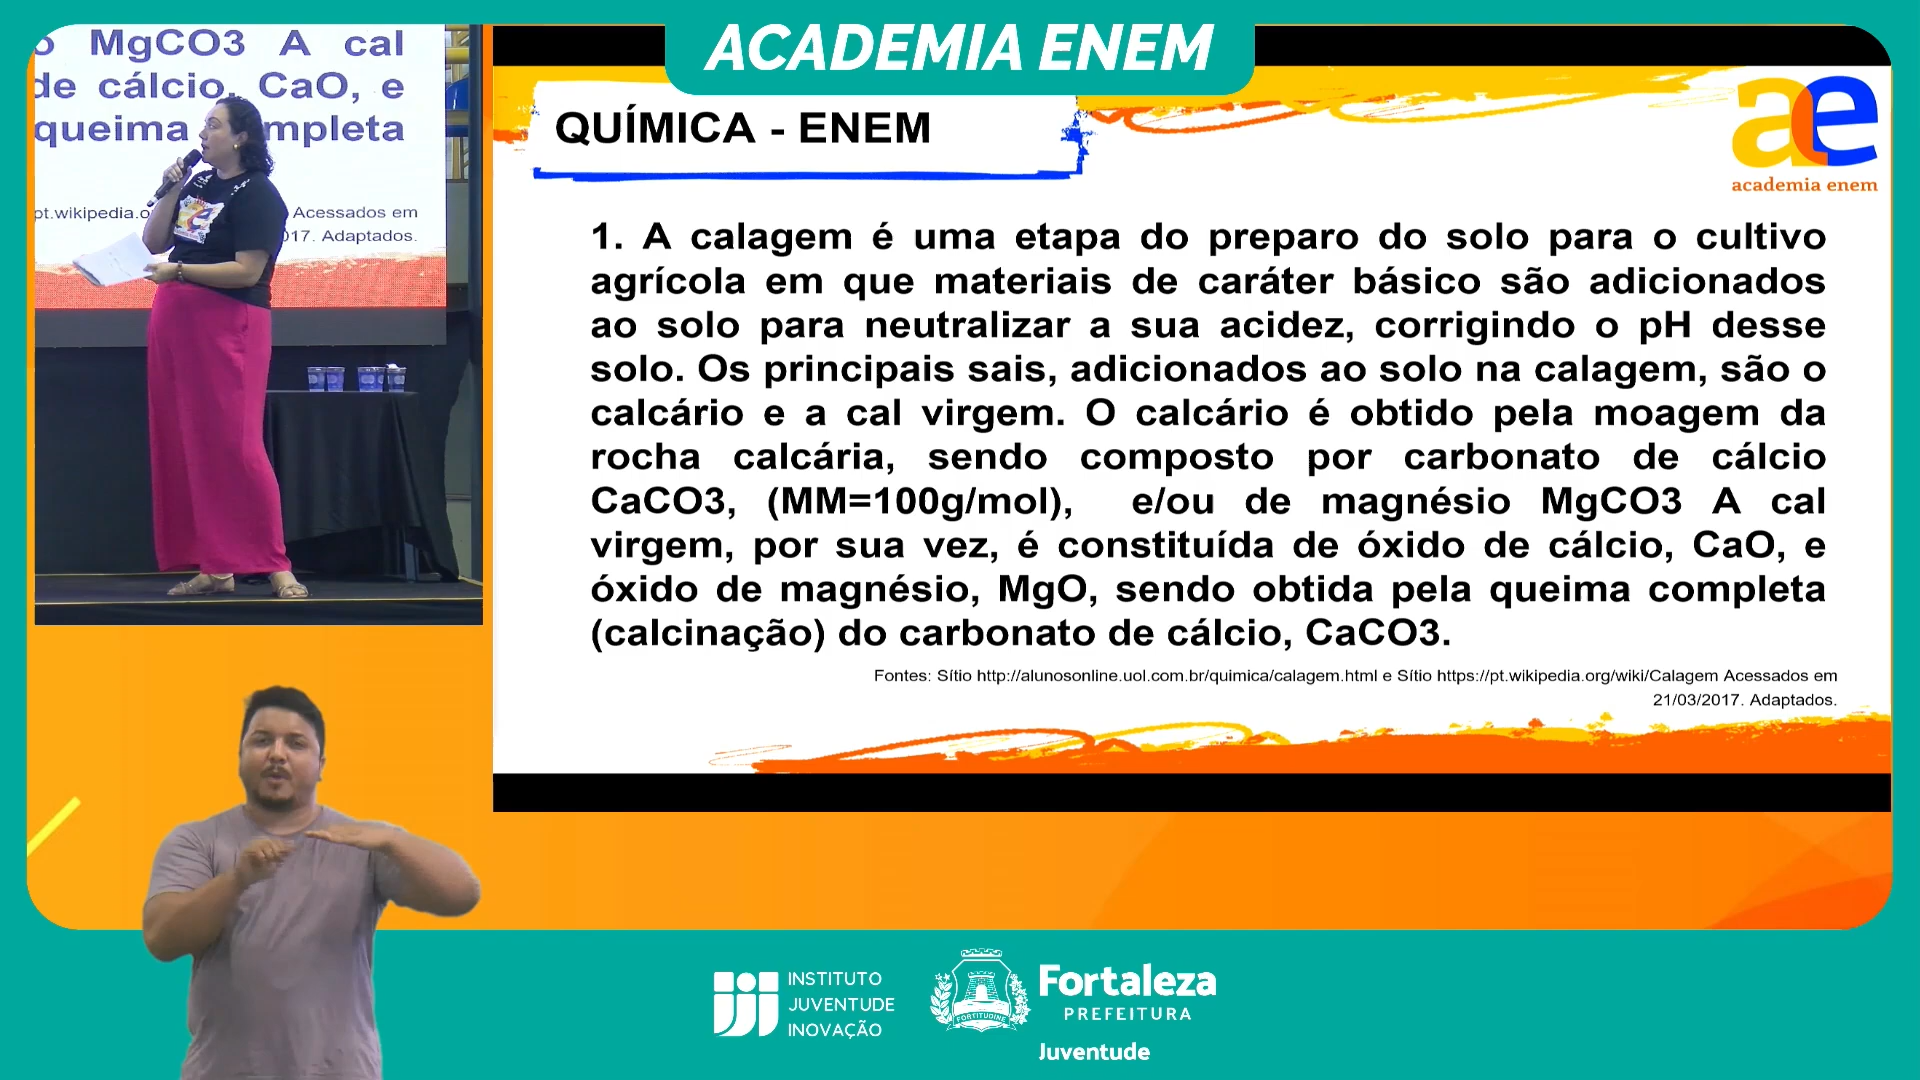 ACADEMIA ENEM
o MgCO3 A cal
de cálcio, CaO, e
queima mpleta
pt.wikipedia.o Acessados em
017. Adaptados.
QUÍMICA - ENEM
ae
academia enem
1. A calagem é uma etapa do preparo do solo para o cultivo
agrícola em que materiais de caráter básico são adicionados
ao solo para neutralizar a sua acidez, corrigindo o pH desse
solo. Os principais sais, adicionados ao solo na calagem, são o
calcário e a cal virgem. O calcário é obtido pela moagem da
rocha calcária, sendo composto por carbonato de cálcio
CaCO3, (MM=100g/mol), e/ou de magnésio MgCO3 A cal
virgem, por sua vez, é constituída de óxido de cálcio, CaO, e
óxido de magnésio, MgO, sendo obtida pela queima completa
(calcinação) do carbonato de cálcio, CaCO3.
Fontes: Sítio http://alunosonline.uol.com.br/quimica/calagem.html e Sítio https://pt.wikipedia.org/wiki/Calagem Acessados em
21/03/2017. Adaptados.
INSTITUTO
JUVENTUDE
INOVAÇÃO
FORTITUDINE
Fortaleza
PREFEITURA
Juventude